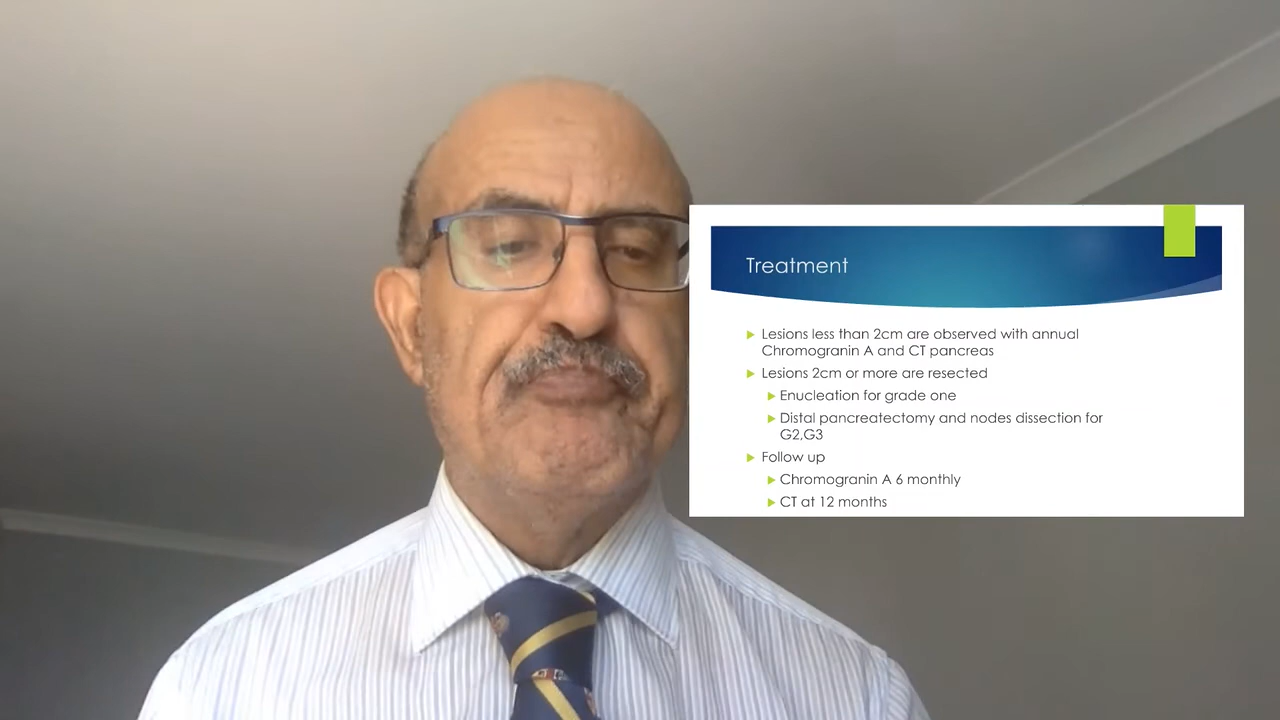 Treatment
Lesions less than 2cm are observed with annual
Chromogranin A and CT pancreas
Lesions 2cm or more are resected
Enucleation for grade one
Distal pancreatectomy and nodes dissection for
G2,G3
Follow up
Chromogranin A 6 monthly
CT at 12 months